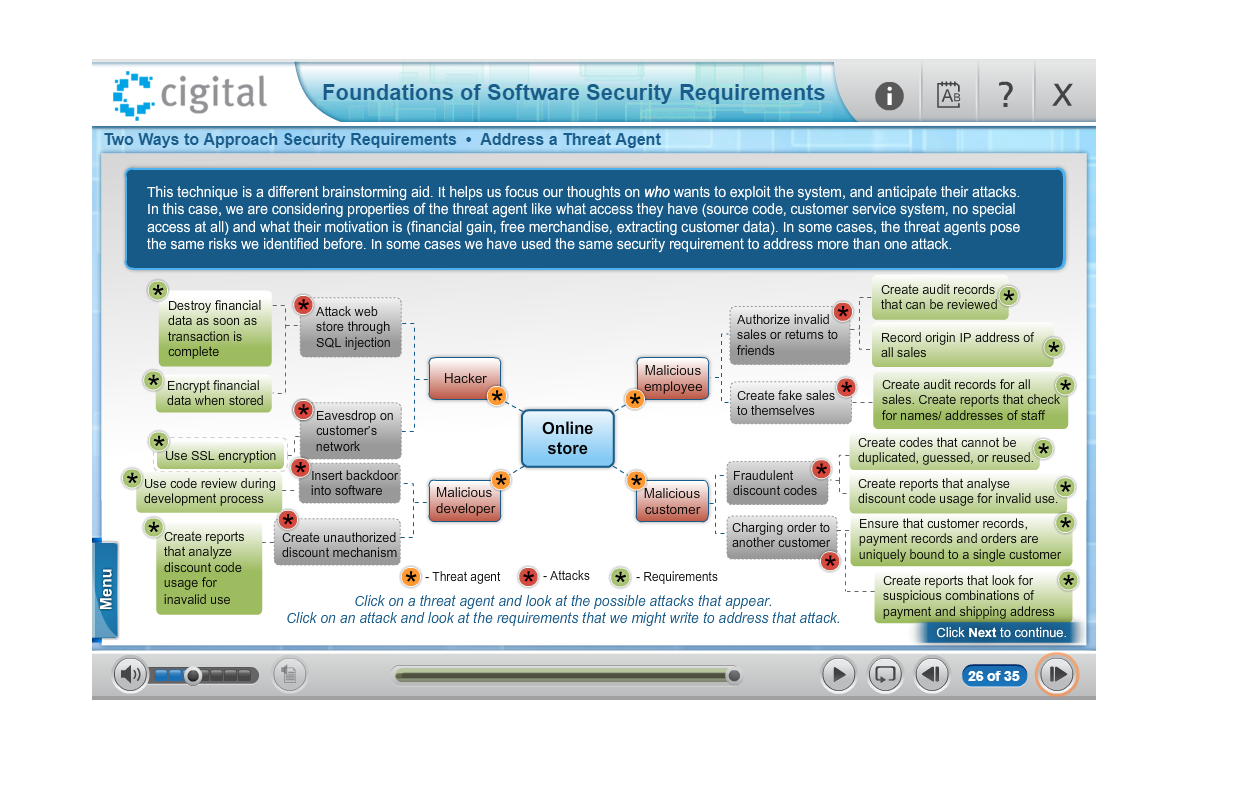 cigital
Foundations of Software Security Requirements
i
AB
?
X
Two Ways to Approach Security Requirements • Address a Threat Agent
This technique is a different brainstorming aid. It helps us focus our thoughts on who wants to exploit the system, and anticipate their attacks.
In this case, we are considering properties of the threat agent like what access they have (source code, customer service system, no special
access at all) and what their motivation is (financial gain, free merchandise, extracting customer data). In some cases, the threat agents pose
the same risks we identified before. In some cases we have used the same security requirement to address more than one attack.
Destroy financial
data as soon as
transaction is
complete
Encrypt financial
data when stored
Attack web
store through
SQL injection
Eavesdrop on
customer's
network
Use SSL encryption
Hacker
Use code review during
development process
Insert backdoor
into software
Create reports
that analyze
discount code
usage for
inavalid use
Create unauthorized
discount mechanism
Malicious
developer
Online
store
Malicious
employee
Authorize invalid
sales or returns to
friends
Create audit records
that can be reviewed
Record origin IP address of
all sales
Create fake sales
to themselves
Create audit records for all
sales. Create reports that check
for names/ addresses of staff
Malicious
customer
Fraudulent
discount codes
Create codes that cannot be
duplicated, guessed, or reused.
Create reports that analyse
discount code usage for invalid use.
Charging order to
another customer
Ensure that customer records,
payment records and orders are
uniquely bound to a single customer
Create reports that look for
suspicious combinations of
payment and shipping address
- Threat agent
- Attacks
- Requirements
Click on a threat agent and look at the possible attacks that appear.
Click on an attack and look at the requirements that we might write to address that attack.
Menu
Click Next to continue.
26 of 35